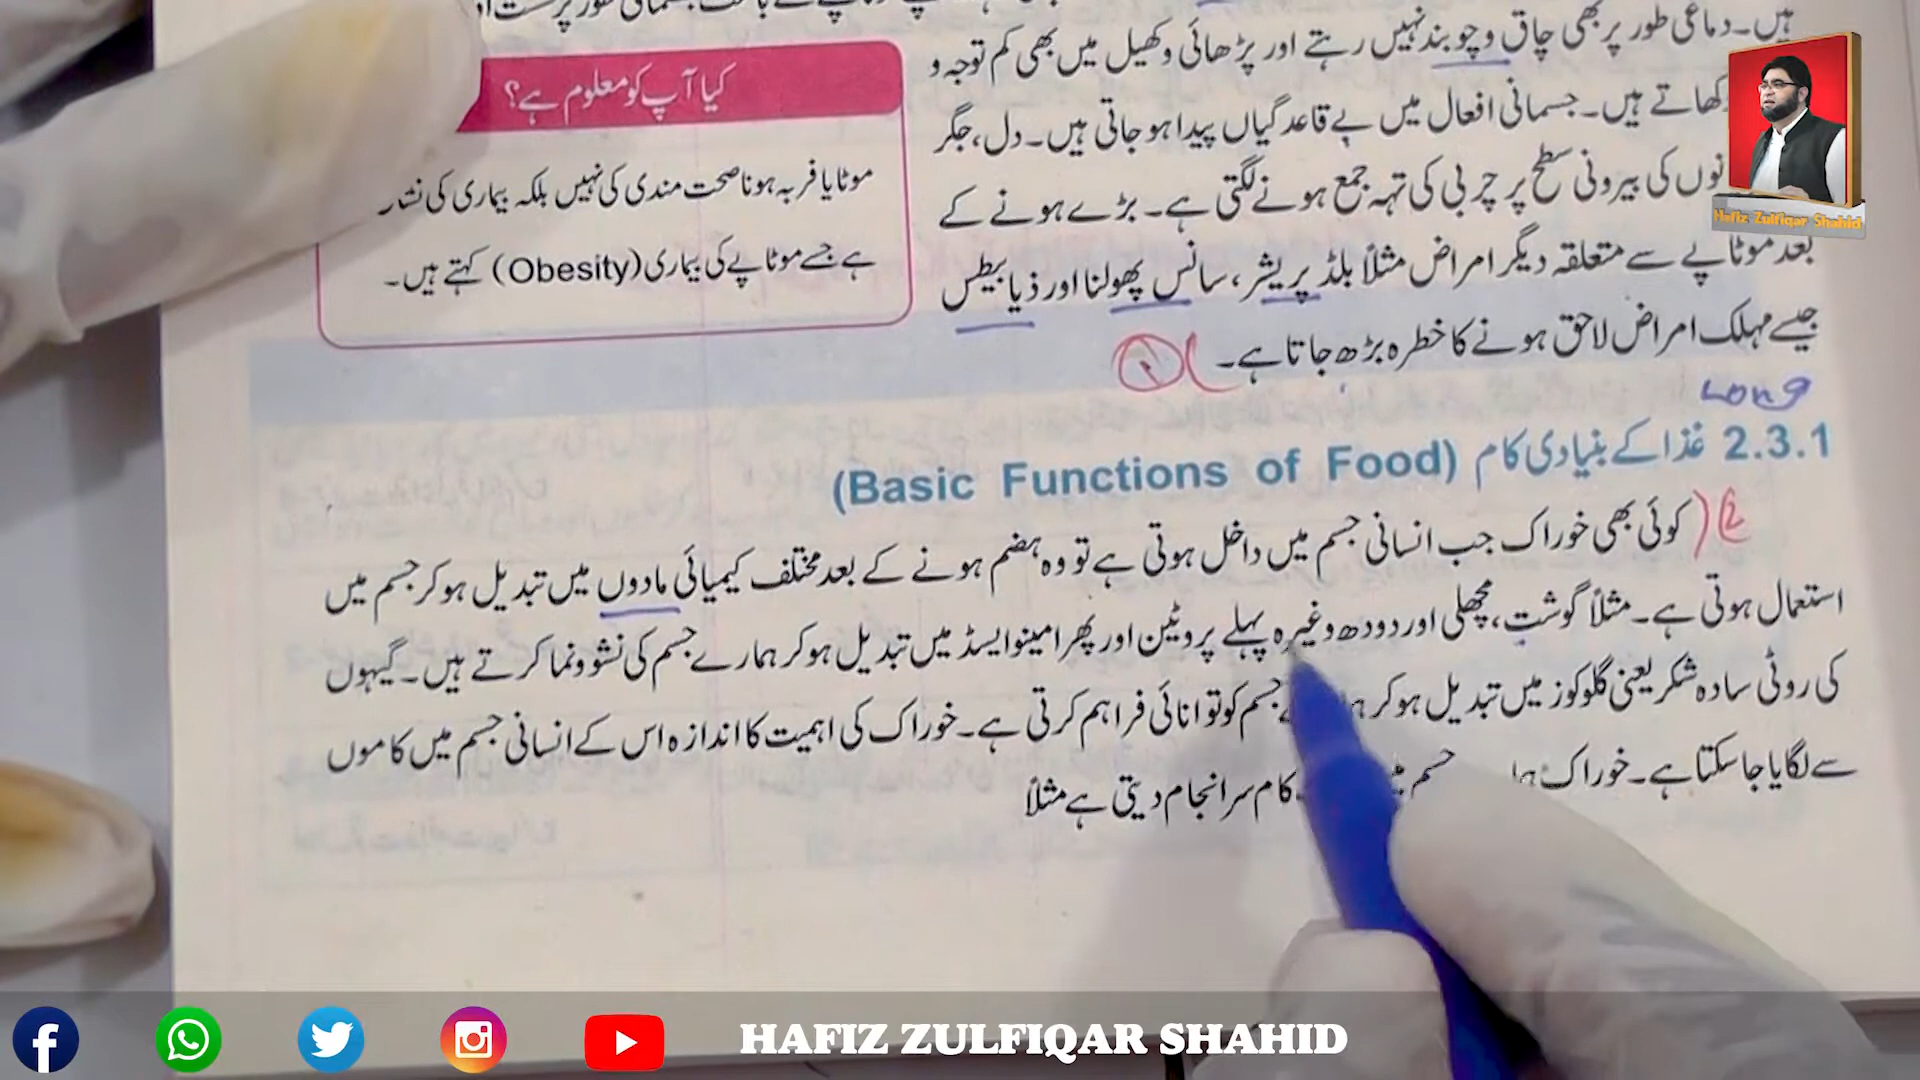 ہیں۔ دماغی طور پر بھی چاق و چوبند نہیں رہتے اور پڑھائی و کھیل میں بھی کم توجہ و
کھاتے ہیں۔ جسمانی افعال میں بے قاعدگیاں پیدا ہو جاتی ہیں۔ دل، جگر
کی بیرونی سطح پر چربی کی تہہ جمع ہونے لگتی ہے۔ بڑے ہونے کے
بعد موٹاپے سے متعلقہ دیگر امراض مثلاً بلڈ پریشر، سانس پھولنا اور ذیابیطس
جیسے مہلک امراض لاحق ہونے کا خطرہ بڑھ جاتا ہے۔
کیا آپ کو معلوم ہے؟
موٹا یا فربہ ہونا صحت مندی کی نہیں بلکہ بیماری کی
ہے جسے موٹاپے کی بیماری (Obesity) کہتے ہیں۔
Long
2.3.1 غذا کے بنیادی کام (Basic Functions of Food)
کوئی بھی خوراک جب انسانی جسم میں داخل ہوتی ہے تو وہ ہضم ہونے کے بعد مختلف کیمیائی مادوں میں تبدیل ہو کر جسم میں
استعمال ہوتی ہے۔ مثلاً گوشت، مچھلی اور دودھ وغیرہ پہلے پروٹین اور پھر امینو ایسڈ میں تبدیل ہو کر ہمارے جسم کی نشوونما کرتے ہیں۔ گیہوں
کی روٹی سادہ شکر یعنی گلوکوز میں تبدیل ہو کر جسم کو توانائی فراہم کرتی ہے۔ خوراک کی اہمیت کا اندازہ اس کے انسانی جسم میں کاموں
سے لگایا جا سکتا ہے۔ خوراک جسم کام سرانجام دیتی ہے مثلاً
Hafiz Zulfiqar Shahid
HAFIZ ZULFIQAR SHAHID